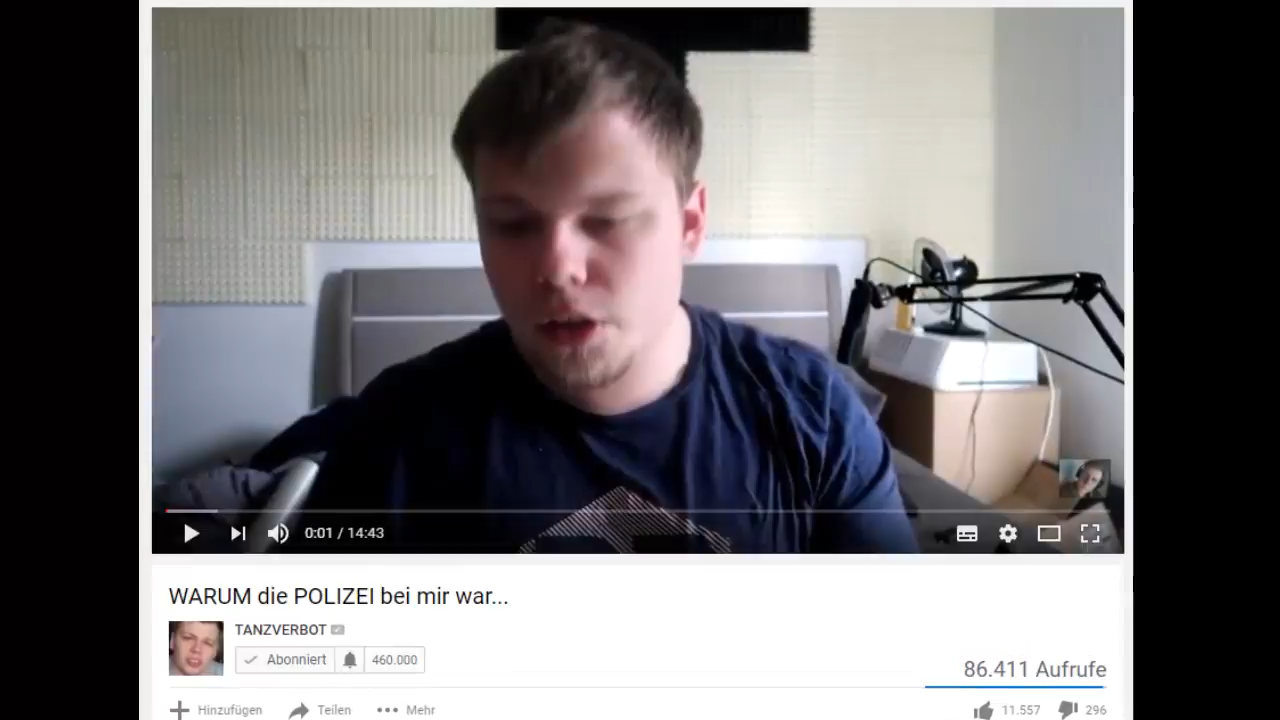 0:01 / 14:43
WARUM die POLIZEI bei mir war...
TANZVERBOT
Abonniert 460.000
86.411 Aufrufe
Hinzufügen Teilen Mehr 11.557 296